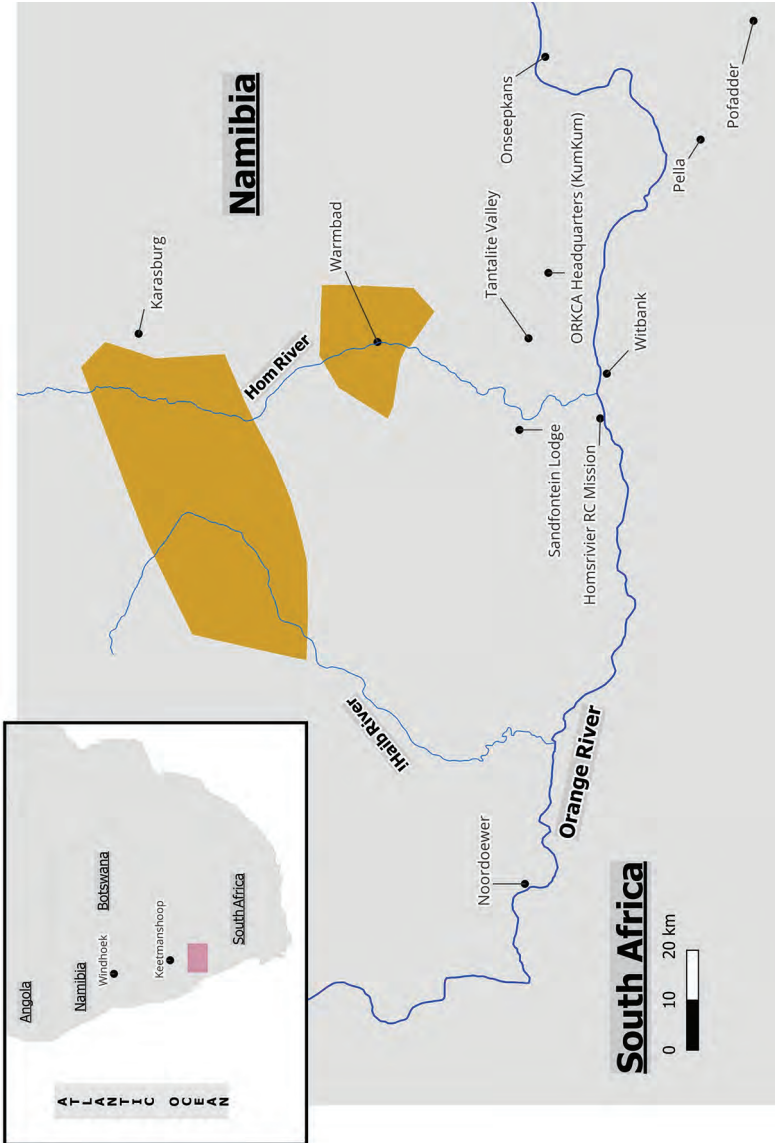 Angola
Namibia
Windhoek
Botswana
Keetmanshoop
South Africa
ATLANTIC OCEAN
Karasburg
Namibia
Hom River
Warmbad
!Haib River
Noordoewer
Tantalite Valley
Onseepkans
Sandfontein Lodge
ORKCA Headquarters (KumKum)
Orange River
Homsrivier RC Mission
South Africa
Witbank
0 10 20 km
Pella
Pofadder